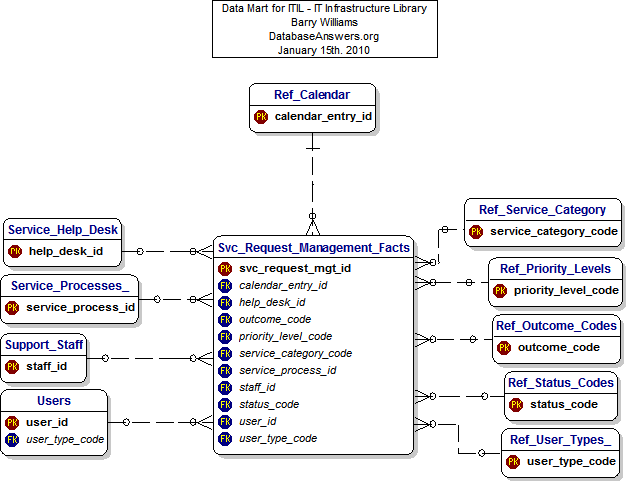 Data Mart for ITIL - IT Infrastructure Library
Barry Williams
DatabaseAnswers.org
January 15th. 2010
Ref_Calendar
PK calendar_entry_id
Service_Help_Desk
PK help_desk_id
Service_Processes_
PK service_process_id
Support_Staff
PK staff_id
Users
PK user_id
FK user_type_code
Svc_Request_Management_Facts
PK svc_request_mgt_id
FK calendar_entry_id
FK help_desk_id
FK outcome_code
FK priority_level_code
FK service_category_code
FK service_process_id
FK staff_id
FK status_code
FK user_id
FK user_type_code
Ref_Service_Category
PK service_category_code
Ref_Priority_Levels
PK priority_level_code
Ref_Outcome_Codes
PK outcome_code
Ref_Status_Codes
PK status_code
Ref_User_Types_
PK user_type_code